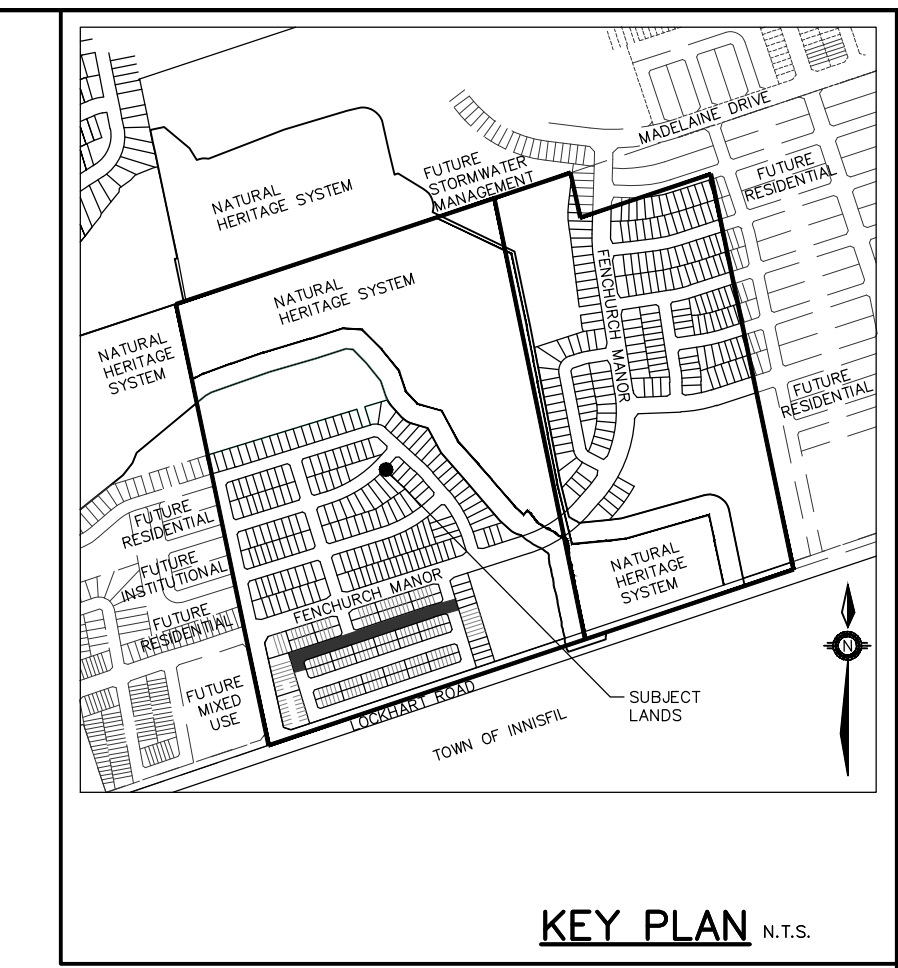 MADELAINE DRIVE
FUTURE
STORMWATER
MANAGEMENT
FUTURE
RESIDENTIAL
NATURAL
HERITAGE SYSTEM
NATURAL
HERITAGE SYSTEM
FENCHURCH MANOR
NATURAL
HERITAGE
SYSTEM
FUTURE
RESIDENTIAL
FUTURE
RESIDENTIAL
FUTURE
INSTITUTIONAL
FUTURE
RESIDENTIAL
FENCHURCH MANOR
NATURAL
HERITAGE
SYSTEM
FUTURE
MIXED
USE
LOCKHART ROAD
SUBJECT
LANDS
TOWN OF INNISFIL
N
KEY PLAN N.T.S.